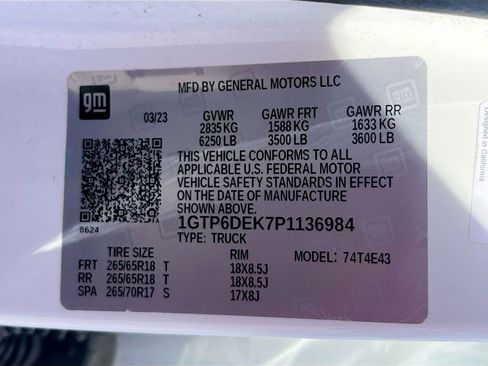 gm
MFD BY GENERAL MOTORS LLC
03/23 GVWR GAWR FRT GAWR RR
2835 KG 1588 KG 1633 KG
6250 LB 3500 LB 3600 LB
THIS VEHICLE CONFORMS TO ALL
APPLICABLE U.S. FEDERAL MOTOR
VEHICLE SAFETY STANDARDS IN EFFECT
ON THE DATE OF MANUFACTURE
SHOWN ABOVE.
8624
1GTP6DEK7P1136984
TYPE: TRUCK
TIRE SIZE RIM MODEL: 74T4E43
FRT 265/65R18 T 18X8.5J
RR 265/65R18 T 18X8.5J
SPA 265/70R17 S 17X8J
Designed in California